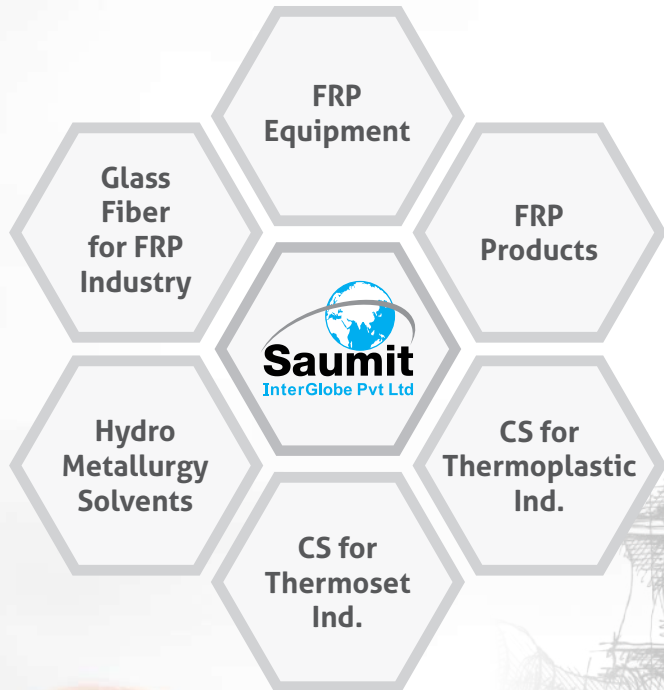 FRP
Equipment
Glass
Fiber
for FRP
Industry
FRP
Products
Saumit
InterGlobe Pvt Ltd
Hydro
Metallurgy
Solvents
CS for
Thermoplastic
Ind.
CS for
Thermoset
Ind.